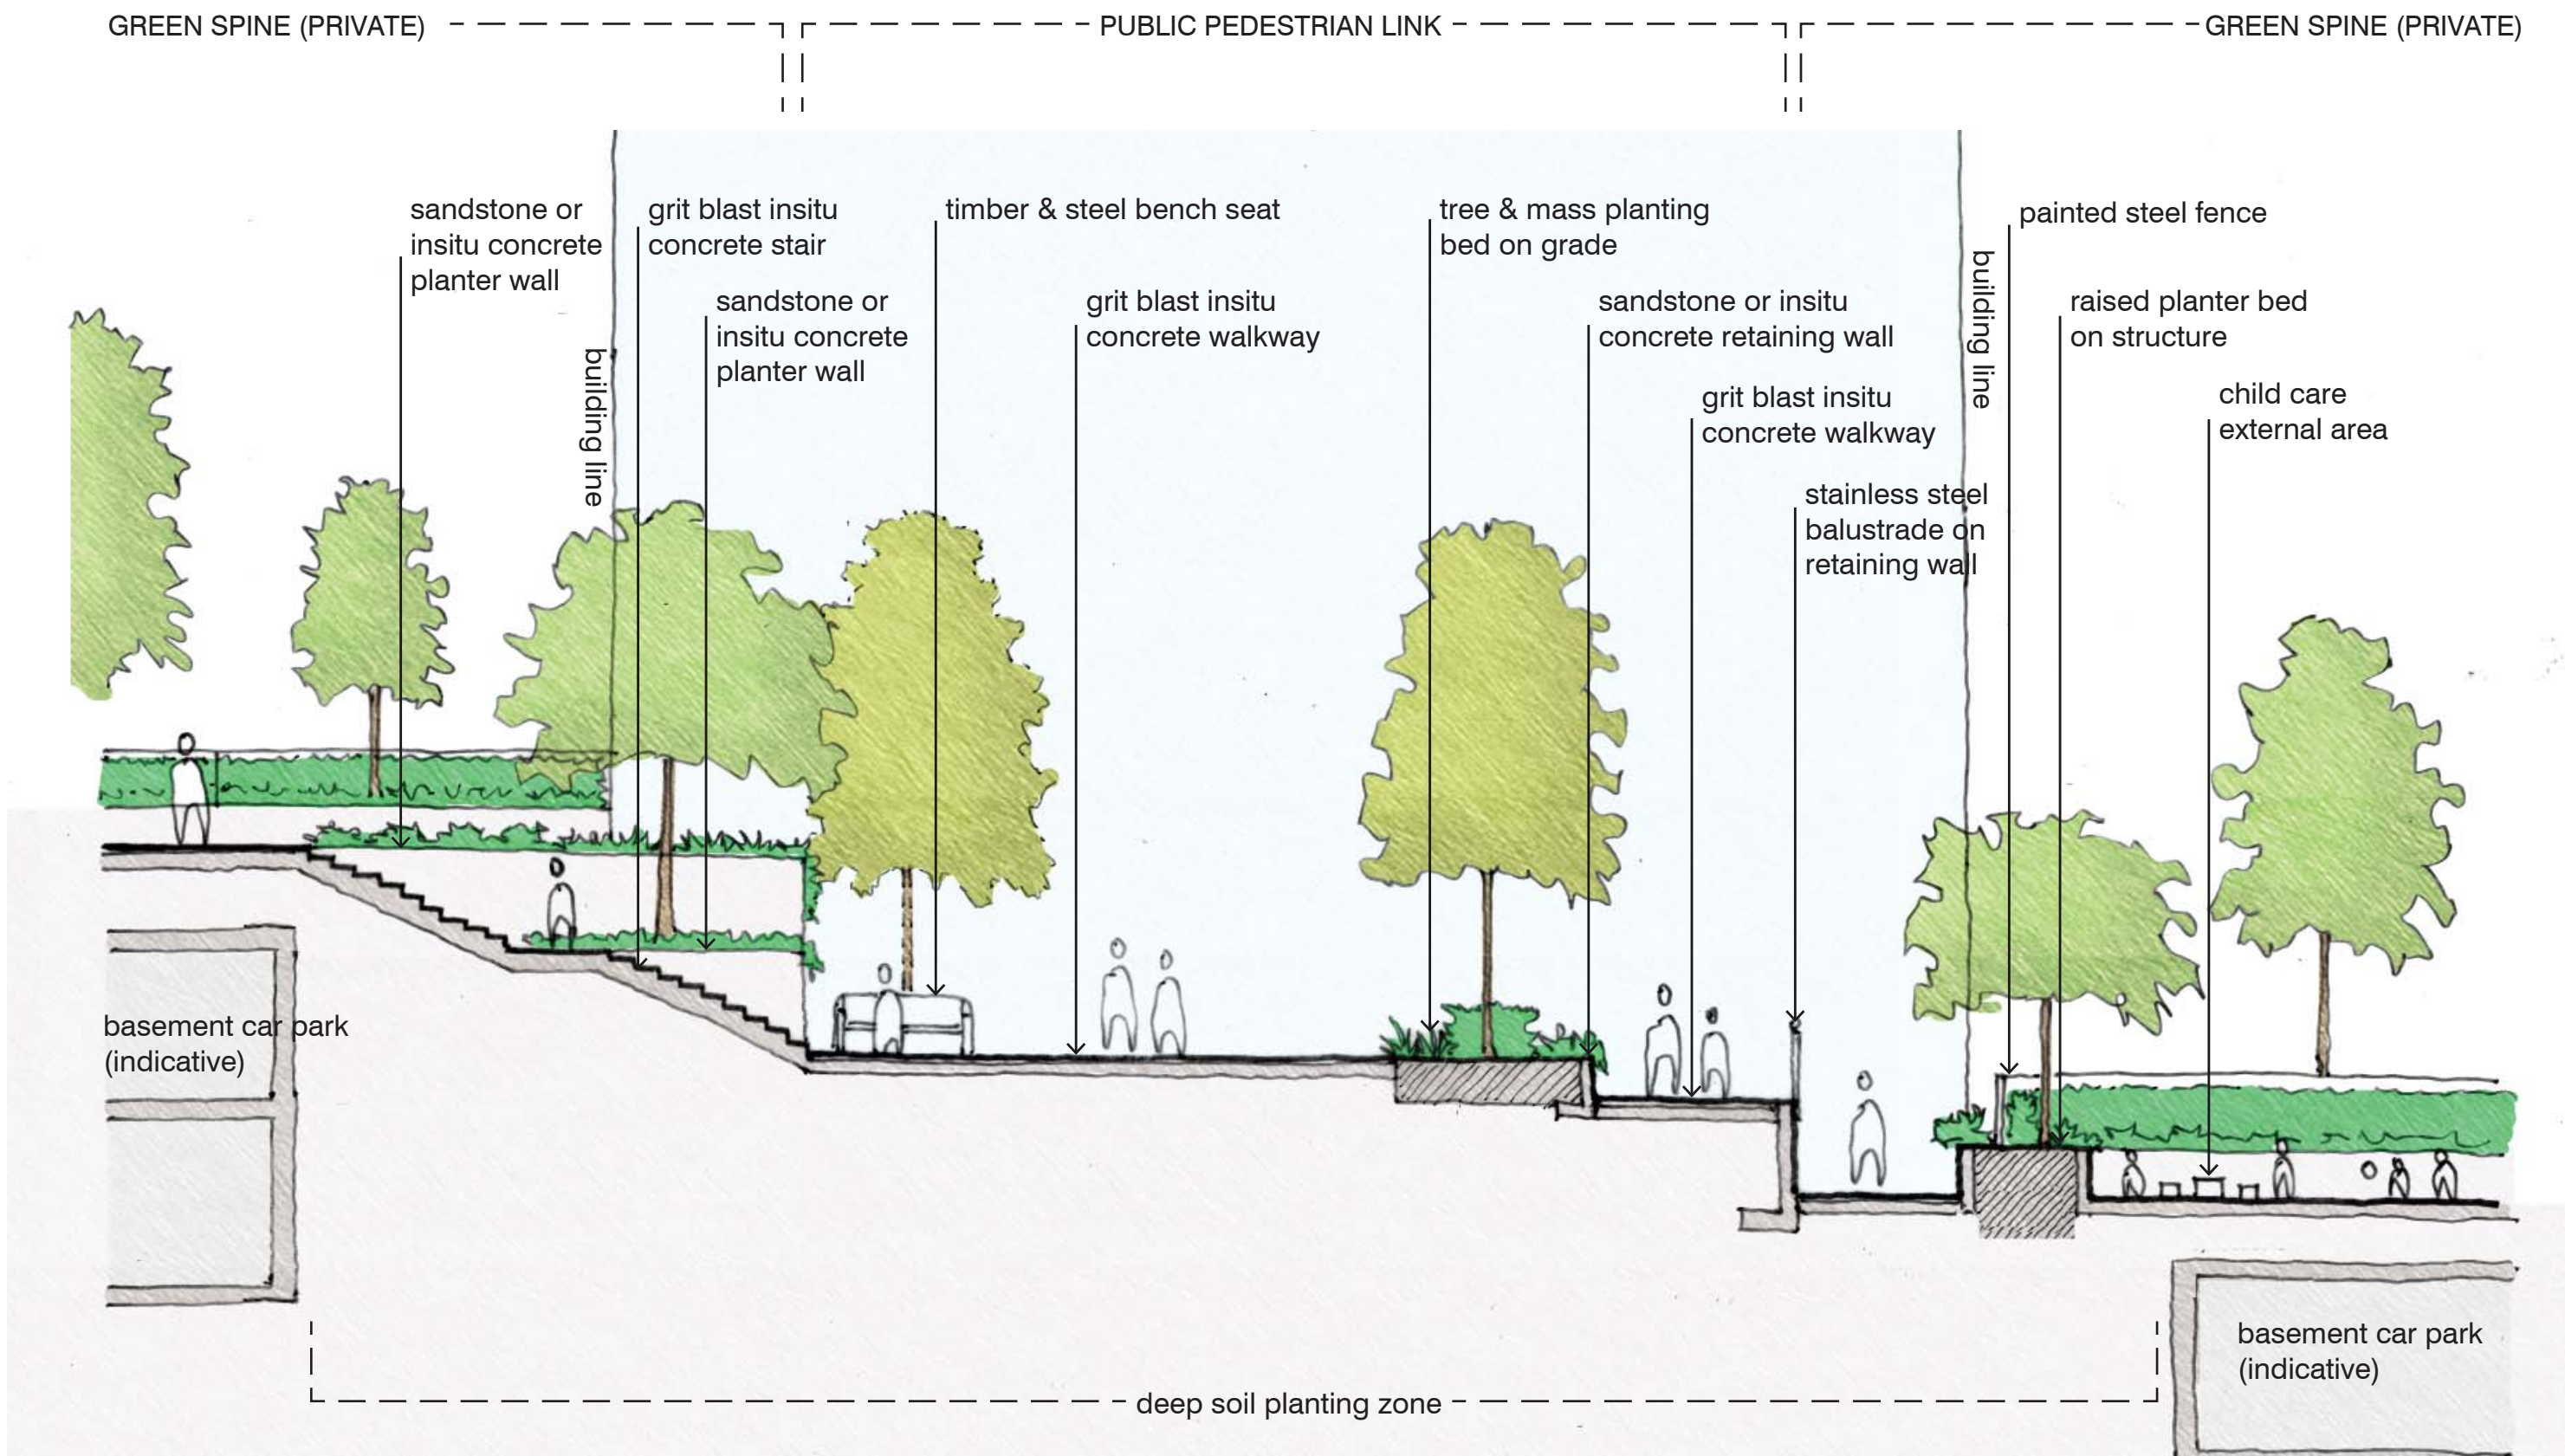 GREEN SPINE (PRIVATE)
PUBLIC PEDESTRIAN LINK
GREEN SPINE (PRIVATE)
sandstone or
insitu concrete
planter wall
building line
grit blast insitu
concrete stair
sandstone or
insitu concrete
planter wall
timber & steel bench seat
grit blast insitu
concrete walkway
tree & mass planting
bed on grade
sandstone or insitu
concrete retaining wall
grit blast insitu
concrete walkway
stainless steel
balustrade on
retaining wall
building line
painted steel fence
raised planter bed
on structure
child care
external area
basement car park
(indicative)
basement car park
(indicative)
deep soil planting zone